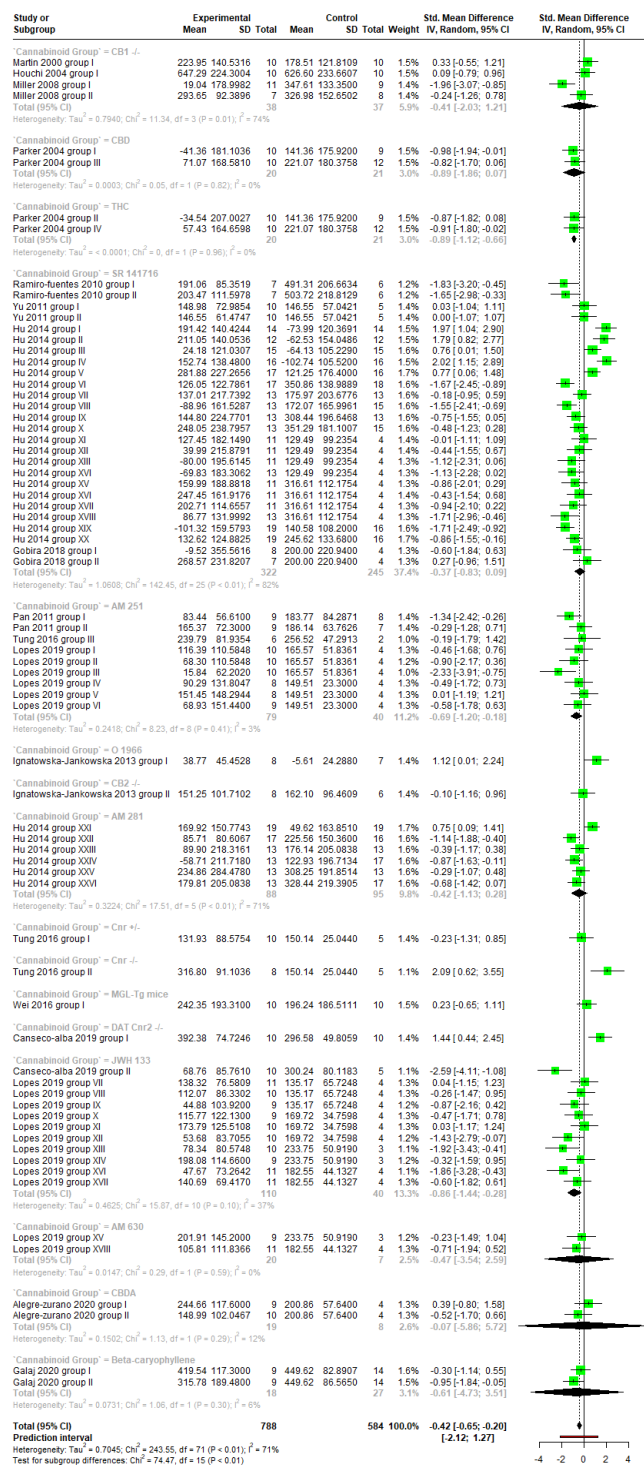 Study or Experimental Control Std. Mean Difference Std. Mean Difference
Subgroup Mean SD Total Mean SD Total Weight IV, Random, 95% CI IV, Random, 95% CI
`Cannabinoid Group` = CB1 -/-
Martin 2000 group I 223.95 140.5316 10 178.51 121.8109 10 1.5% 0.33 [-0.55; 1.21]
Houchi 2004 group I 647.29 224.3004 10 626.60 233.6607 10 1.5% 0.09 [-0.79; 0.96]
Miller 2008 group I 19.04 178.9982 11 347.61 133.3500 9 1.4% -1.96 [-3.07; -0.85]
Miller 2008 group II 293.65 92.3896 7 326.98 152.6502 8 1.4% -0.24 [-1.26; 0.78]
Total (95% CI) 38 37 5.9% -0.41 [-2.03; 1.21]
Heterogeneity: Tau² = 0.7940; Chi² = 11.34, df = 3 (P = 0.01); I² = 74%
`Cannabinoid Group` = CBD
Parker 2004 group I -41.36 181.1036 10 141.36 175.9200 9 1.4% -0.98 [-1.94; -0.01]
Parker 2004 group III 71.07 168.5810 10 221.07 180.3758 12 1.5% -0.82 [-1.70; 0.06]
Total (95% CI) 20 21 2.9% -0.89 [-1.86; 0.07]
Heterogeneity: Tau² = 0.0003; Chi² = 0.05, df = 1 (P = 0.82); I² = 0%
`Cannabinoid Group` = THC
Parker 2004 group II -34.54 207.0027 10 141.36 175.9200 9 1.5% -0.87 [-1.82; 0.08]
Parker 2004 group IV 57.43 164.6598 10 221.07 180.3758 12 1.5% -0.91 [-1.80; -0.02]
Total (95% CI) 20 21 3.0% -0.89 [-1.12; -0.66]
Heterogeneity: Tau² = < 0.0001; Chi² = 0, df = 1 (P = 0.96); I² = 0%
`Cannabinoid Group` = SR 141716
Ramiro-fuentes 2010 group I 191.06 85.3519 7 491.31 206.6634 6 1.2% -1.83 [-3.20; -0.45]
Ramiro-fuentes 2010 group II 203.47 111.5978 7 503.72 218.8129 6 1.2% -1.65 [-2.98; -0.33]
Yu 2011 group I 148.98 72.9854 10 146.55 57.0421 5 1.4% 0.03 [-1.04; 1.11]
Yu 2011 group II 146.55 61.4747 10 146.55 57.0421 5 1.4% 0.00 [-1.07; 1.07]
Hu 2014 group I 191.42 140.4244 14 -73.99 120.3691 14 1.5% 1.97 [1.04; 2.90]
Hu 2014 group II 211.05 140.0536 12 -62.53 154.0486 12 1.4% 1.79 [0.82; 2.77]
Hu 2014 group III 24.18 121.0307 15 -64.13 105.2290 15 1.6% 0.76 [0.01; 1.50]
Hu 2014 group IV 152.74 138.4800 16 -102.74 105.5200 16 1.5% 2.02 [1.15; 2.89]
Hu 2014 group V 281.88 227.2656 17 121.25 176.4000 16 1.6% 0.77 [0.06; 1.48]
Hu 2014 group VI 126.05 122.7861 17 350.86 138.9889 18 1.6% -1.67 [-2.45; -0.89]
Hu 2014 group VII 137.01 217.7392 13 175.97 203.6776 13 1.6% -0.18 [-0.95; 0.59]
Hu 2014 group VIII -88.96 161.5287 13 172.07 165.9961 15 1.5% -1.55 [-2.41; -0.69]
Hu 2014 group IX 144.80 224.7701 13 308.44 196.6468 13 1.5% -0.75 [-1.55; 0.05]
Hu 2014 group X 248.05 238.7957 13 351.29 181.1007 15 1.6% -0.48 [-1.23; 0.28]
Hu 2014 group XI 127.45 182.1490 11 129.49 99.2354 4 1.4% -0.01 [-1.11; 1.09]
Hu 2014 group XII 39.99 215.8791 11 129.49 99.2354 4 1.3% -0.44 [-1.55; 0.67]
Hu 2014 group XIII -80.00 195.6145 11 129.49 99.2354 4 1.3% -1.12 [-2.31; 0.06]
Hu 2014 group XVI -69.83 183.3062 13 129.49 99.2354 4 1.3% -1.13 [-2.28; 0.02]
Hu 2014 group XV 159.99 188.8818 11 316.61 112.1754 4 1.3% -0.86 [-2.01; 0.29]
Hu 2014 group XVI 247.45 161.9176 11 316.61 112.1754 4 1.3% -0.43 [-1.54; 0.68]
Hu 2014 group XVII 202.71 114.6557 11 316.61 112.1754 4 1.3% -0.94 [-2.10; 0.22]
Hu 2014 group XVIII 86.77 131.9992 13 316.61 112.1754 4 1.3% -1.71 [-2.96; -0.46]
Hu 2014 group XIX -101.32 159.5793 19 140.58 108.2000 16 1.6% -1.71 [-2.49; -0.92]
Hu 2014 group XX 132.62 124.8825 19 245.62 133.6800 16 1.6% -0.86 [-1.55; -0.16]
Gobira 2018 group I -9.52 355.5616 8 200.00 220.9400 4 1.3% -0.60 [-1.84; 0.63]
Gobira 2018 group II 268.57 231.8207 7 200.00 220.9400 4 1.3% 0.27 [-0.96; 1.51]
Total (95% CI) 322 245 37.4% -0.37 [-0.83; 0.09]
Heterogeneity: Tau² = 1.0608; Chi² = 142.45, df = 25 (P < 0.01); I² = 82%
`Cannabinoid Group` = AM 251
Pan 2011 group I 83.44 56.6100 9 183.77 84.2871 8 1.4% -1.34 [-2.42; -0.26]
Pan 2011 group II 165.37 72.3000 9 186.14 63.7626 7 1.4% -0.29 [-1.28; 0.71]
Tung 2016 group III 239.79 81.9354 6 256.52 47.2913 2 1.0% -0.19 [-1.79; 1.42]
Lopes 2019 group I 116.39 110.5848 10 165.57 51.8361 4 1.3% -0.46 [-1.68; 0.76]
Lopes 2019 group II 68.30 110.5848 10 165.57 51.8361 4 1.3% -0.90 [-2.17; 0.36]
Lopes 2019 group III 15.84 62.2020 10 165.57 51.8361 4 1.1% -2.33 [-3.91; -0.75]
Lopes 2019 group IV 90.29 131.8047 8 149.51 23.3000 4 1.3% -0.49 [-1.72; 0.73]
Lopes 2019 group V 151.45 148.2944 8 149.51 23.3000 4 1.3% 0.01 [-1.19; 1.21]
Lopes 2019 group VI 68.93 151.4400 9 149.51 23.3000 4 1.3% -0.58 [-1.78; 0.63]
Total (95% CI) 79 40 11.2% -0.69 [-1.20; -0.18]
Heterogeneity: Tau² = 0.2418; Chi² = 8.23, df = 8 (P = 0.41); I² = 3%
`Cannabinoid Group` = O 1966
Ignatowska-Jankowska 2013 group I 38.77 45.4528 8 -5.61 24.2880 7 1.3% 1.12 [0.01; 2.24]
`Cannabinoid Group` = CB2 -/-
Ignatowska-Jankowska 2013 group II 151.25 101.7102 8 162.10 96.4609 6 1.4% -0.10 [-1.16; 0.96]
`Cannabinoid Group` = AM 281
Hu 2014 group XXI 169.92 150.7743 19 49.62 163.8510 19 1.6% 0.75 [0.09; 1.41]
Hu 2014 group XXII 85.71 80.6067 17 225.56 150.3600 16 1.6% -1.14 [-1.88; -0.40]
Hu 2014 group XXIII 89.90 218.3161 13 176.14 205.0838 13 1.6% -0.39 [-1.17; 0.38]
Hu 2014 group XXIV -58.71 211.7180 13 122.93 196.7134 17 1.6% -0.87 [-1.63; -0.11]
Hu 2014 group XXV 234.86 284.4780 13 308.25 191.8514 13 1.6% -0.29 [-1.07; 0.48]
Hu 2014 group XXVI 179.81 205.0838 13 328.44 219.3905 17 1.6% -0.68 [-1.42; 0.07]
Total (95% CI) 88 95 9.8% -0.42 [-1.13; 0.28]
Heterogeneity: Tau² = 0.3224; Chi² = 17.51, df = 5 (P < 0.01); I² = 71%
`Cannabinoid Group` = Cnr +/-
Tung 2016 group I 131.93 88.5754 10 150.14 25.0440 5 1.4% -0.23 [-1.31; 0.85]
`Cannabinoid Group` = Cnr -/-
Tung 2016 group II 316.80 91.1036 8 150.14 25.0440 5 1.1% 2.09 [0.62; 3.55]
`Cannabinoid Group` = MGL-Tg mice
Wei 2016 group I 242.35 193.3100 10 196.24 186.5111 10 1.5% 0.23 [-0.65; 1.11]
`Cannabinoid Group` = DAT Cnr2 -/-
Canseco-alba 2019 group I 392.38 74.7246 10 296.58 49.8059 10 1.4% 1.44 [0.44; 2.45]
`Cannabinoid Group` = JWH 133
Canseco-alba 2019 group II 68.76 85.7610 10 300.24 80.1183 5 1.1% -2.59 [-4.11; -1.08]
Lopes 2019 group VII 138.32 76.5809 11 135.17 65.7248 4 1.3% 0.04 [-1.15; 1.23]
Lopes 2019 group VIII 112.07 86.3302 10 135.17 65.7248 4 1.3% -0.26 [-1.47; 0.95]
Lopes 2019 group IX 44.88 103.9200 9 135.17 65.7248 4 1.2% -0.87 [-2.16; 0.42]
Lopes 2019 group X 115.77 122.1300 9 169.72 34.7598 4 1.3% -0.47 [-1.71; 0.78]
Lopes 2019 group XI 173.79 125.5108 10 169.72 34.7598 4 1.3% 0.03 [-1.17; 1.24]
Lopes 2019 group XII 53.68 83.7055 10 169.72 34.7598 4 1.2% -1.43 [-2.79; -0.07]
Lopes 2019 group XIII 78.34 80.5748 10 233.75 50.9190 3 1.1% -1.92 [-3.43; -0.41]
Lopes 2019 group XIV 198.08 114.6600 9 233.75 50.9190 3 1.2% -0.32 [-1.59; 0.95]
Lopes 2019 group XVI 47.67 73.2642 11 182.55 44.1327 4 1.2% -1.86 [-3.28; -0.43]
Lopes 2019 group XVII 140.69 69.4170 11 182.55 44.1327 4 1.3% -0.60 [-1.82; 0.61]
Total (95% CI) 110 40 13.3% -0.86 [-1.44; -0.28]
Heterogeneity: Tau² = 0.4625; Chi² = 15.87, df = 10 (P = 0.10); I² = 37%
`Cannabinoid Group` = AM 630
Lopes 2019 group XV 201.91 145.2000 9 233.75 50.9190 3 1.2% -0.23 [-1.49; 1.04]
Lopes 2019 group XVIII 105.81 111.8366 11 182.55 44.1327 4 1.3% -0.71 [-1.94; 0.52]
Total (95% CI) 20 7 2.5% -0.47 [-3.54; 2.59]
Heterogeneity: Tau² = 0.0147; Chi² = 0.29, df = 1 (P = 0.59); I² = 0%
`Cannabinoid Group` = CBDA
Alegre-zurano 2020 group I 244.66 117.6000 9 200.86 57.6400 4 1.3% 0.39 [-0.80; 1.58]
Alegre-zurano 2020 group II 148.99 102.0467 10 200.86 57.6400 4 1.3% -0.52 [-1.70; 0.66]
Total (95% CI) 19 8 2.6% -0.07 [-5.86; 5.72]
Heterogeneity: Tau² = 0.1502; Chi² = 1.13, df = 1 (P = 0.29); I² = 12%
`Cannabinoid Group` = Beta-caryophyllene
Galaj 2020 group I 419.54 117.3000 9 449.62 82.8907 14 1.5% -0.30 [-1.14; 0.55]
Galaj 2020 group II 315.78 189.4800 9 449.62 86.5650 14 1.5% -0.95 [-1.84; -0.05]
Total (95% CI) 18 27 3.0% -0.61 [-4.73; 3.51]
Heterogeneity: Tau² = 0.0731; Chi² = 1.06, df = 1 (P = 0.30); I² = 6%
Total (95% CI) 788 584 100.0% -0.42 [-0.65; -0.20]
Prediction interval [-2.12; 1.27]
Heterogeneity: Tau² = 0.7045; Chi² = 243.55, df = 71 (P < 0.01); I² = 71%
Test for subgroup differences: Chi² = 74.47, df = 15 (P < 0.01)
-4 -2 0 2 4